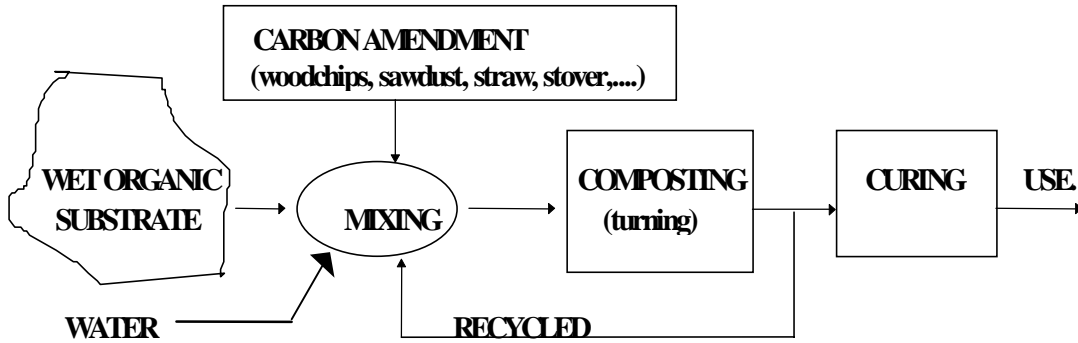 CARBON AMENDMENT
(woodchips, sawdust, straw, stover,....)
WET ORGANIC
SUBSTRATE
MIXING
COMPOSTING
(turning)
CURING
USE.
WATER
RECYCLED